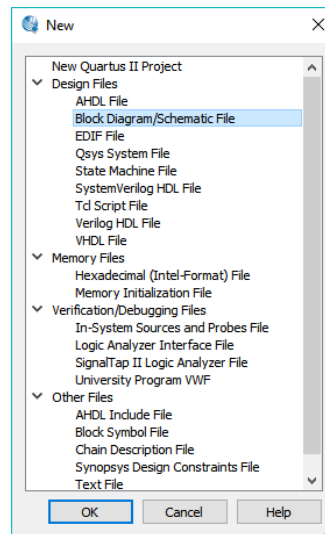 New
New Quartus II Project
Design Files
AHDL File
Block Diagram/Schematic File
EDIF File
Qsys System File
State Machine File
SystemVerilog HDL File
Tcl Script File
Verilog HDL File
VHDL File
Memory Files
Hexadecimal (Intel-Format) File
Memory Initialization File
Verification/Debugging Files
In-System Sources and Probes File
Logic Analyzer Interface File
SignalTap II Logic Analyzer File
University Program VWF
Other Files
AHDL Include File
Block Symbol File
Chain Description File
Synopsys Design Constraints File
Text File
OK Cancel Help